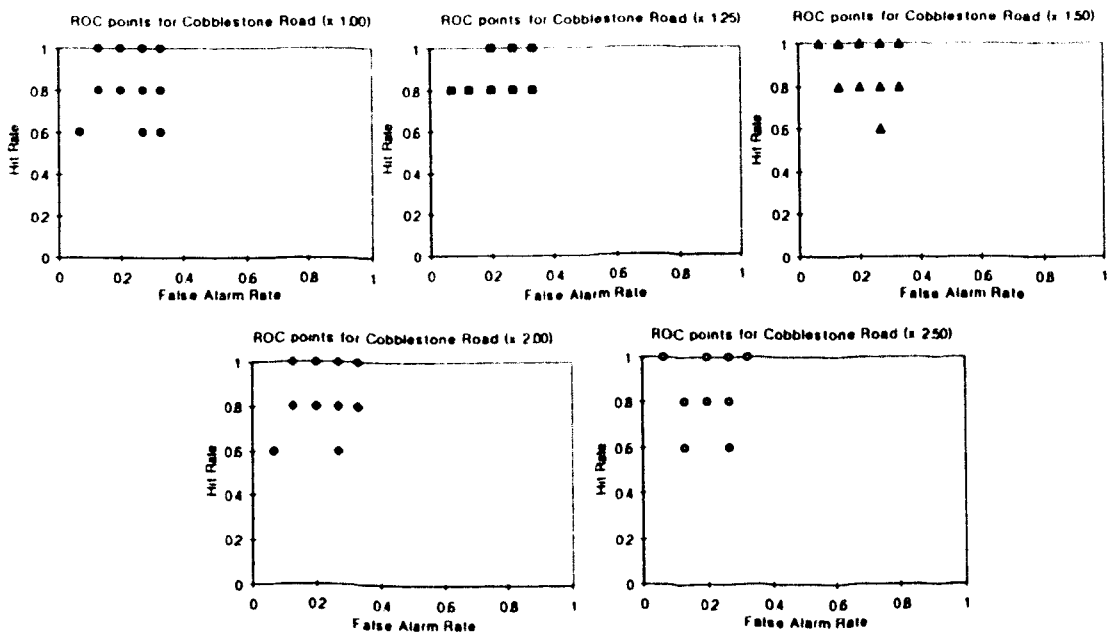 ROC points for Cobblestone Road (x 1.00)
1
0.8
0.6
0.4
0.2
0
Hit Rate
0 0.2 0.4 0.6 0.8 1
False Alarm Rate
ROC points for Cobblestone Road (x 1.25)
1
0.8
0.6
0.4
0.2
0
Hit Rate
0 0.2 0.4 0.6 0.8 1
False Alarm Rate
ROC points for Cobblestone Road (x 1.50)
1
0.8
0.6
0.4
0.2
0
Hit Rate
0 0.2 0.4 0.6 0.8 1
False Alarm Rate
ROC points for Cobblestone Road (x 2.00)
1
0.8
0.6
0.4
0.2
0
Hit Rate
0 0.2 0.4 0.6 0.8 1
False Alarm Rate
ROC points for Cobblestone Road (x 2.50)
1
0.8
0.6
0.4
0.2
0
Hit Rate
0 0.2 0.4 0.6 0.8 1
False Alarm Rate